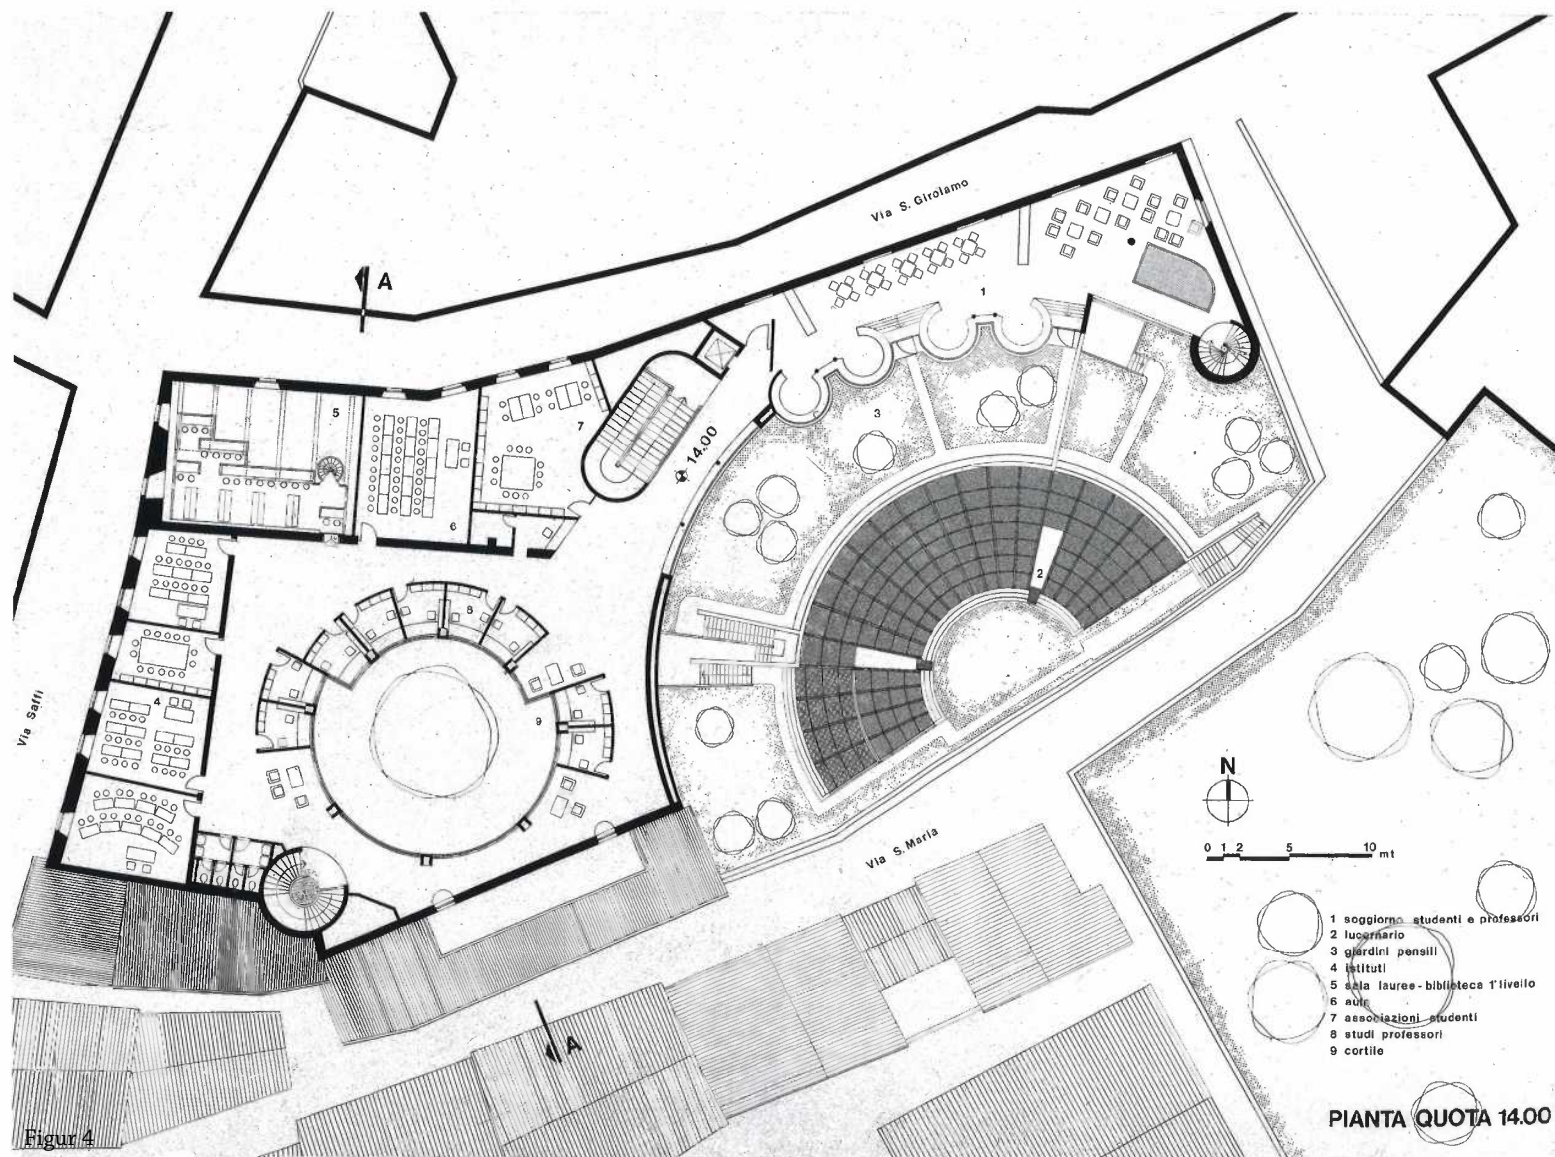 Via S. Girolamo
A
1
5
7
14.00
3
6
2
8
4
9
Via Saffi
N
Via S. Maria
0 1 2 5 10 mt
1 soggiorno studenti e professori
2 lucernario
3 giardini pensili
4 istituti
5 sala lauree - biblioteca 1° livello
6 aule
7 associazioni studenti
8 studi professori
9 cortile
A
PIANTA QUOTA 14.00
Figur 4